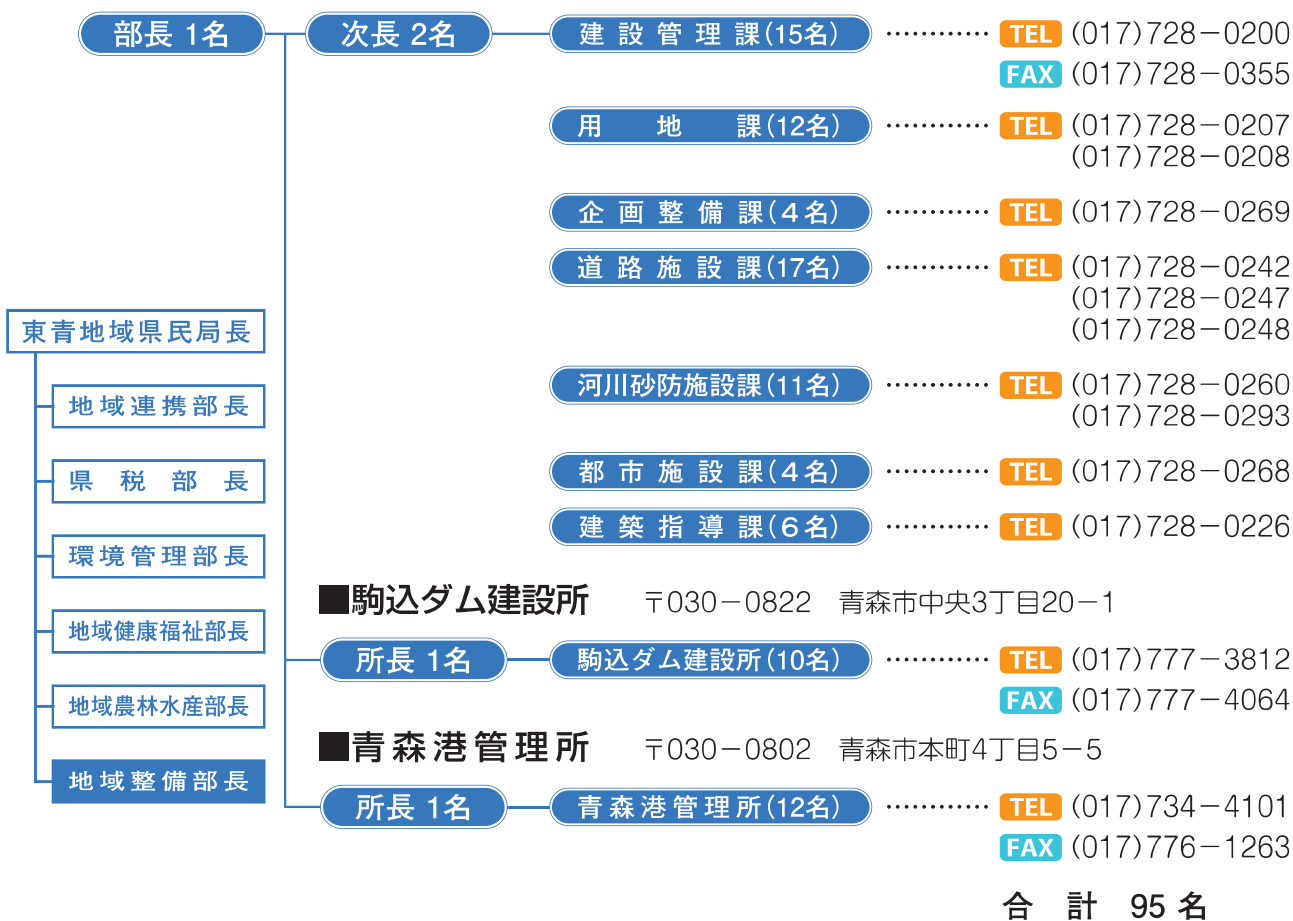 部長 1名 次長 2名 建設管理課(15名) ………… TEL (017)728−0200
FAX (017)728−0355
用地課(12名) ………… TEL (017)728−0207
(017)728−0208
企画整備課(4名) ………… TEL (017)728−0269
道路施設課(17名) ………… TEL (017)728−0242
(017)728−0247
(017)728−0248
東青地域県民局長
地域連携部長
県税部長
環境管理部長
地域健康福祉部長
地域農林水産部長
地域整備部長
河川砂防施設課(11名) ………… TEL (017)728−0260
(017)728−0293
都市施設課(4名) ………… TEL (017)728−0268
建築指導課(6名) ………… TEL (017)728−0226
■駒込ダム建設所 〒030−0822 青森市中央3丁目20−1
所長 1名 駒込ダム建設所(10名) ………… TEL (017)777−3812
FAX (017)777−4064
■青森港管理所 〒030−0802 青森市本町4丁目5−5
所長 1名 青森港管理所(12名) ………… TEL (017)734−4101
FAX (017)776−1263
合計 95名